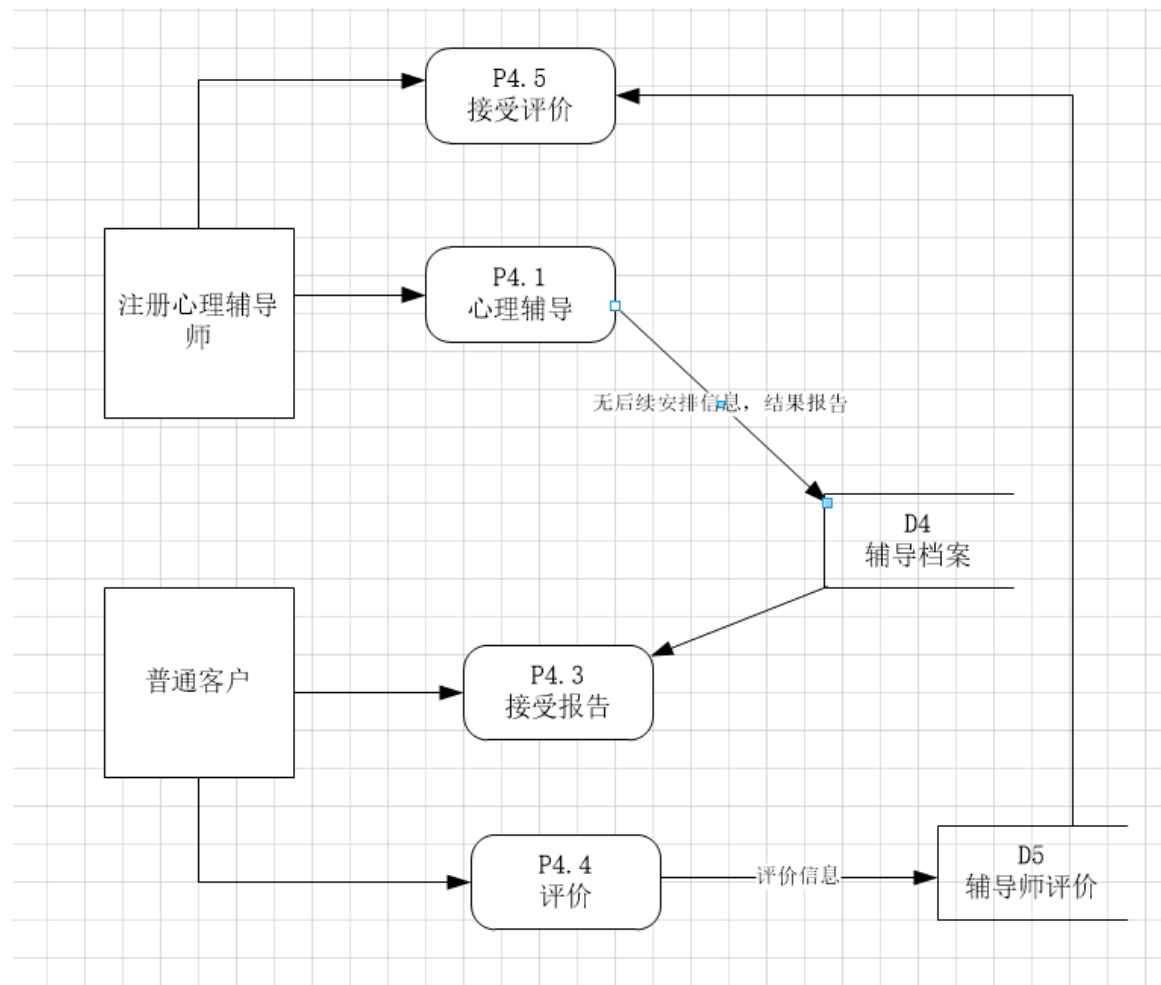 P4.5
接受评价
P4.1
心理辅导
注册心理辅导
师
无后续安排信息，结果报告
D4
辅导档案
普通客户
P4.3
接受报告
P4.4
评价
评价信息
D5
辅导师评价